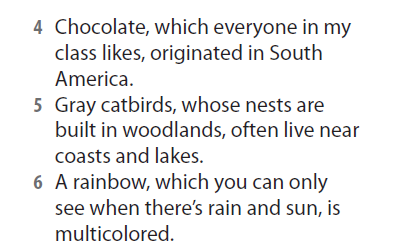 4 Chocolate, which everyone in my
class likes, originated in South
America.
5 Gray catbirds, whose nests are
built in woodlands, often live near
coasts and lakes.
6 A rainbow, which you can only
see when there's rain and sun, is
multicolored.